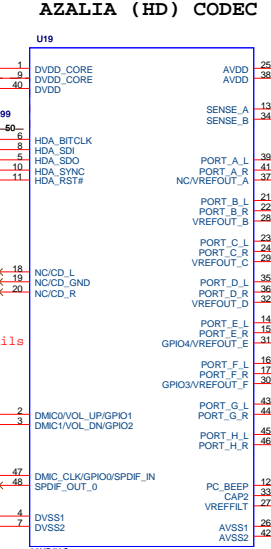 AZALIA (HD) CODEC
U19
1 DVDD_CORE AVDD 25
9 DVDD_CORE AVDD 38
40 DVDD
SENSE_A 13
99 SENSE_B 34
50
6 HDA_BITCLK
8 HDA_SDI
5 HDA_SDO PORT_A_L 39
10 HDA_SYNC PORT_A_R 41
11 HDA_RST# NC/VREFOUT_A 37
PORT_B_L 21
PORT_B_R 22
VREFOUT_B 28
PORT_C_L 23
PORT_C_R 24
VREFOUT_C 29
18 NC/CD_L
19 NC/CD_GND PORT_D_L 35
20 NC/CD_R PORT_D_R 36
VREFOUT_D 32
PORT_E_L 14
PORT_E_R 15
ils GPIO4/VREFOUT_E 31
PORT_F_L 16
PORT_F_R 17
GPIO3/VREFOUT_F 30
PORT_G_L 43
2 DMIC0/VOL_UP/GPIO1 PORT_G_R 44
3 DMIC1/VOL_DN/GPIO2
PORT_H_L 45
PORT_H_R 46
47 DMIC_CLK/GPIO0/SPDIF_IN
48 SPDIF_OUT_0 PC_BEEP 12
CAP2 33
VREFFILT 27
4 DVSS1
7 DVSS2 AVSS1 26
AVSS2 42